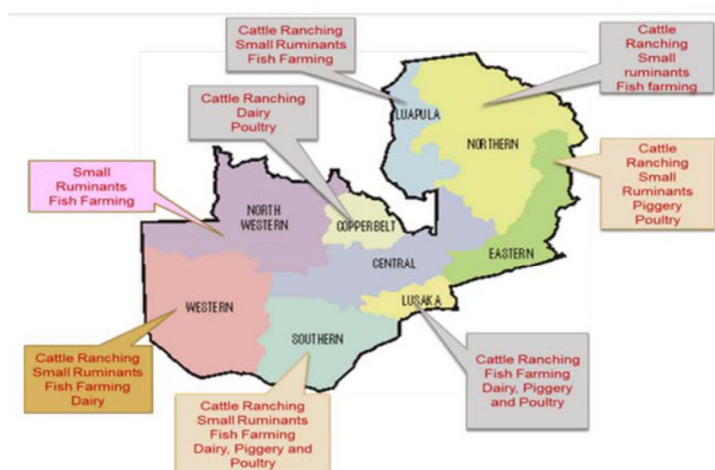 Cattle Ranching
Small Ruminants
Fish Farming
Cattle
Ranching
Small
ruminants
Fish farming
Cattle Ranching
Dairy
Poultry
LUAPULA
NORTHERN
Cattle
Ranching
Small
Ruminants
Piggery
Poultry
Small
Ruminants
Fish Farming
NORTH
WESTERN
COPPERBELT
CENTRAL
EASTERN
WESTERN
LUSAKA
SOUTHERN
Cattle Ranching
Small Ruminants
Fish Farming
Dairy
Cattle Ranching
Small Ruminants
Fish Farming
Dairy, Piggery and
Poultry
Cattle Ranching
Fish Farming
Dairy, Piggery
and Poultry